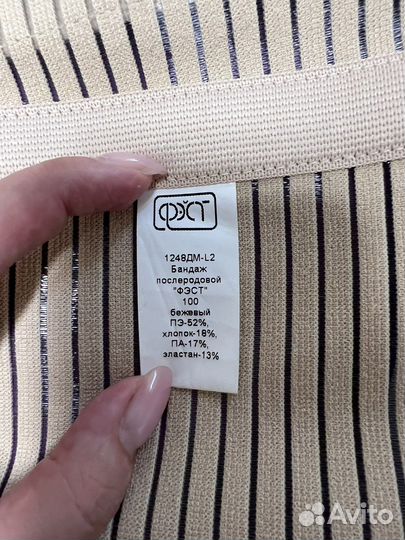 ФЭСТ
1248ДМ-L2
Бандаж
послеродовой
"ФЭСТ"
100
бежевый
ПЭ-52%,
хлопок-18%,
ПА-17%,
эластан-13%
Avito